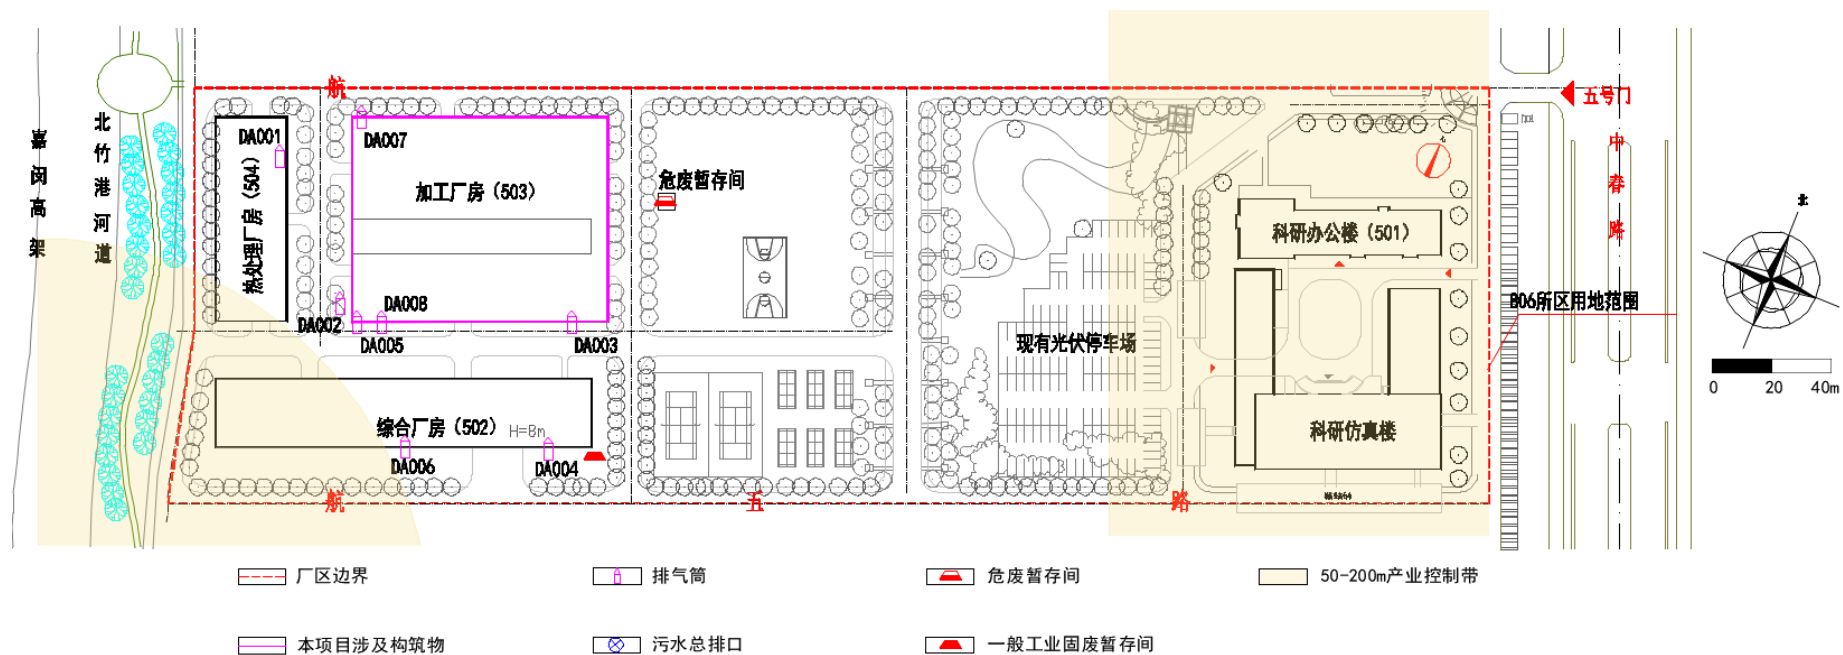 航
五号门
中春路
北
嘉闵高架
北竹港河道
DA001
热处理厂房（504）
DA007
加工厂房（503）
危废暂存间
科研办公楼（501）
806所区用地范围
DA008
DA002
DA005
DA003
现有光伏停车场
0 20 40m
综合厂房（502）
H=8m
科研仿真楼
DA006
DA004
航
五
路
厂区边界
排气筒
危废暂存间
50-200m产业控制带
本项目涉及构筑物
污水总排口
一般工业固废暂存间